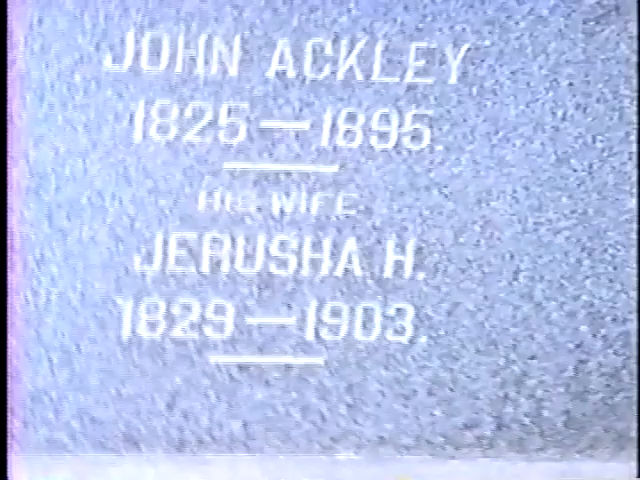 JOHN ACKLEY
1825—1895.
HIS WIFE
JERUSHA H.
1829—1903.